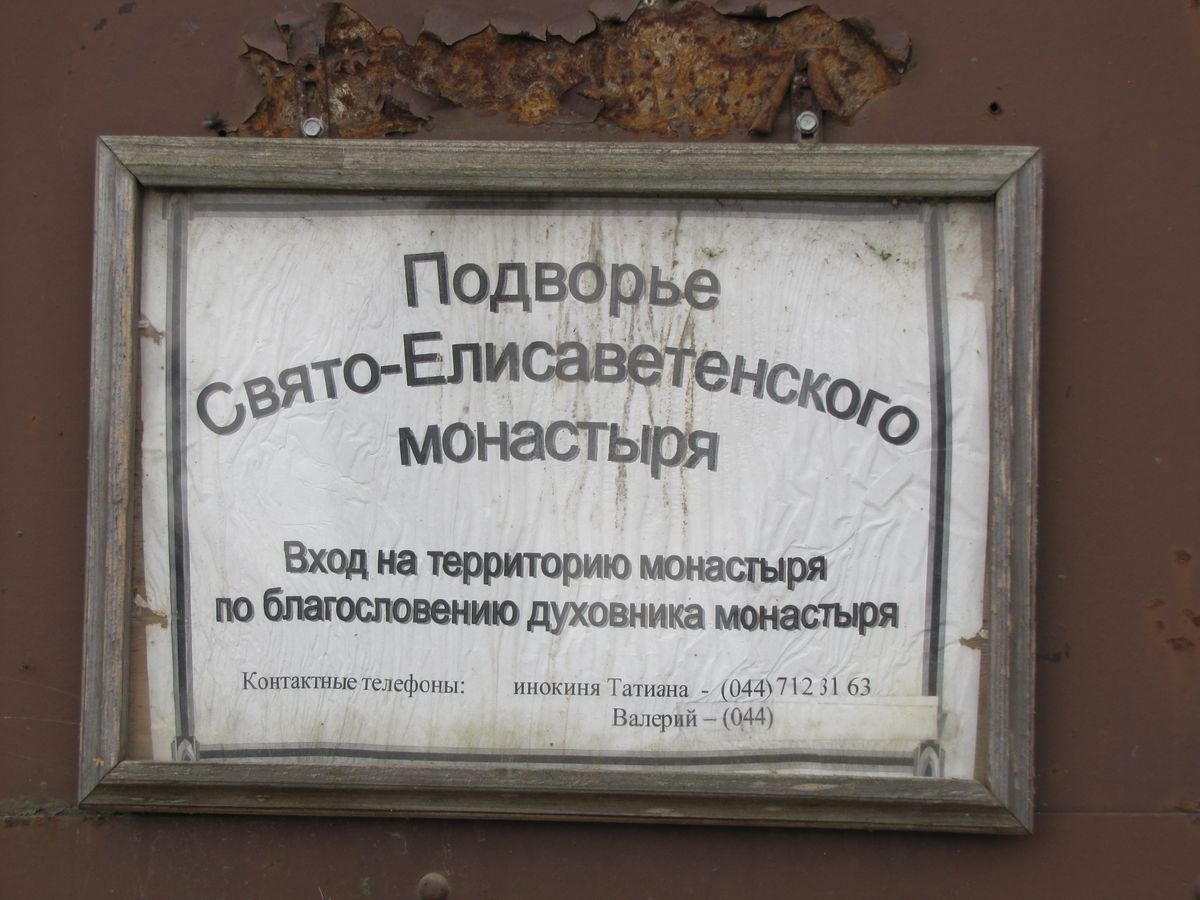 Подворье
Свято-Елисаветенского
монастыря
Вход на территорию монастыря
по благословению духовника монастыря
Контактные телефоны: инокиня Татиана - (044) 712 31 63
Валерий – (044)